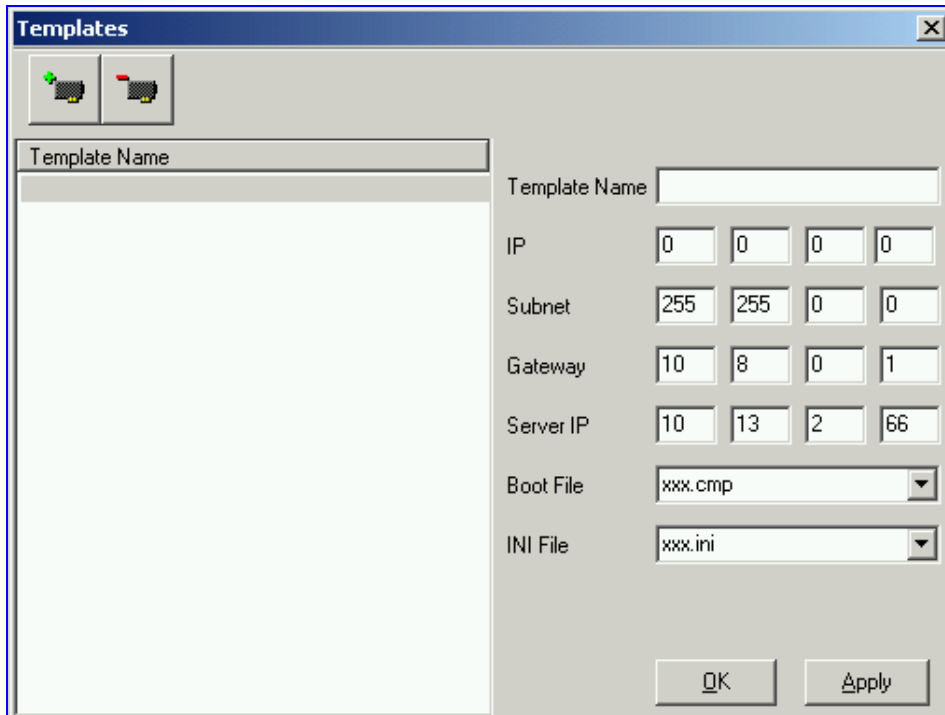 Templates
Template Name
Template Name
IP 0 0 0 0
Subnet 255 255 0 0
Gateway 10 8 0 1
Server IP 10 13 2 66
Boot File xxx.cmp
INI File xxx.ini
OK Apply